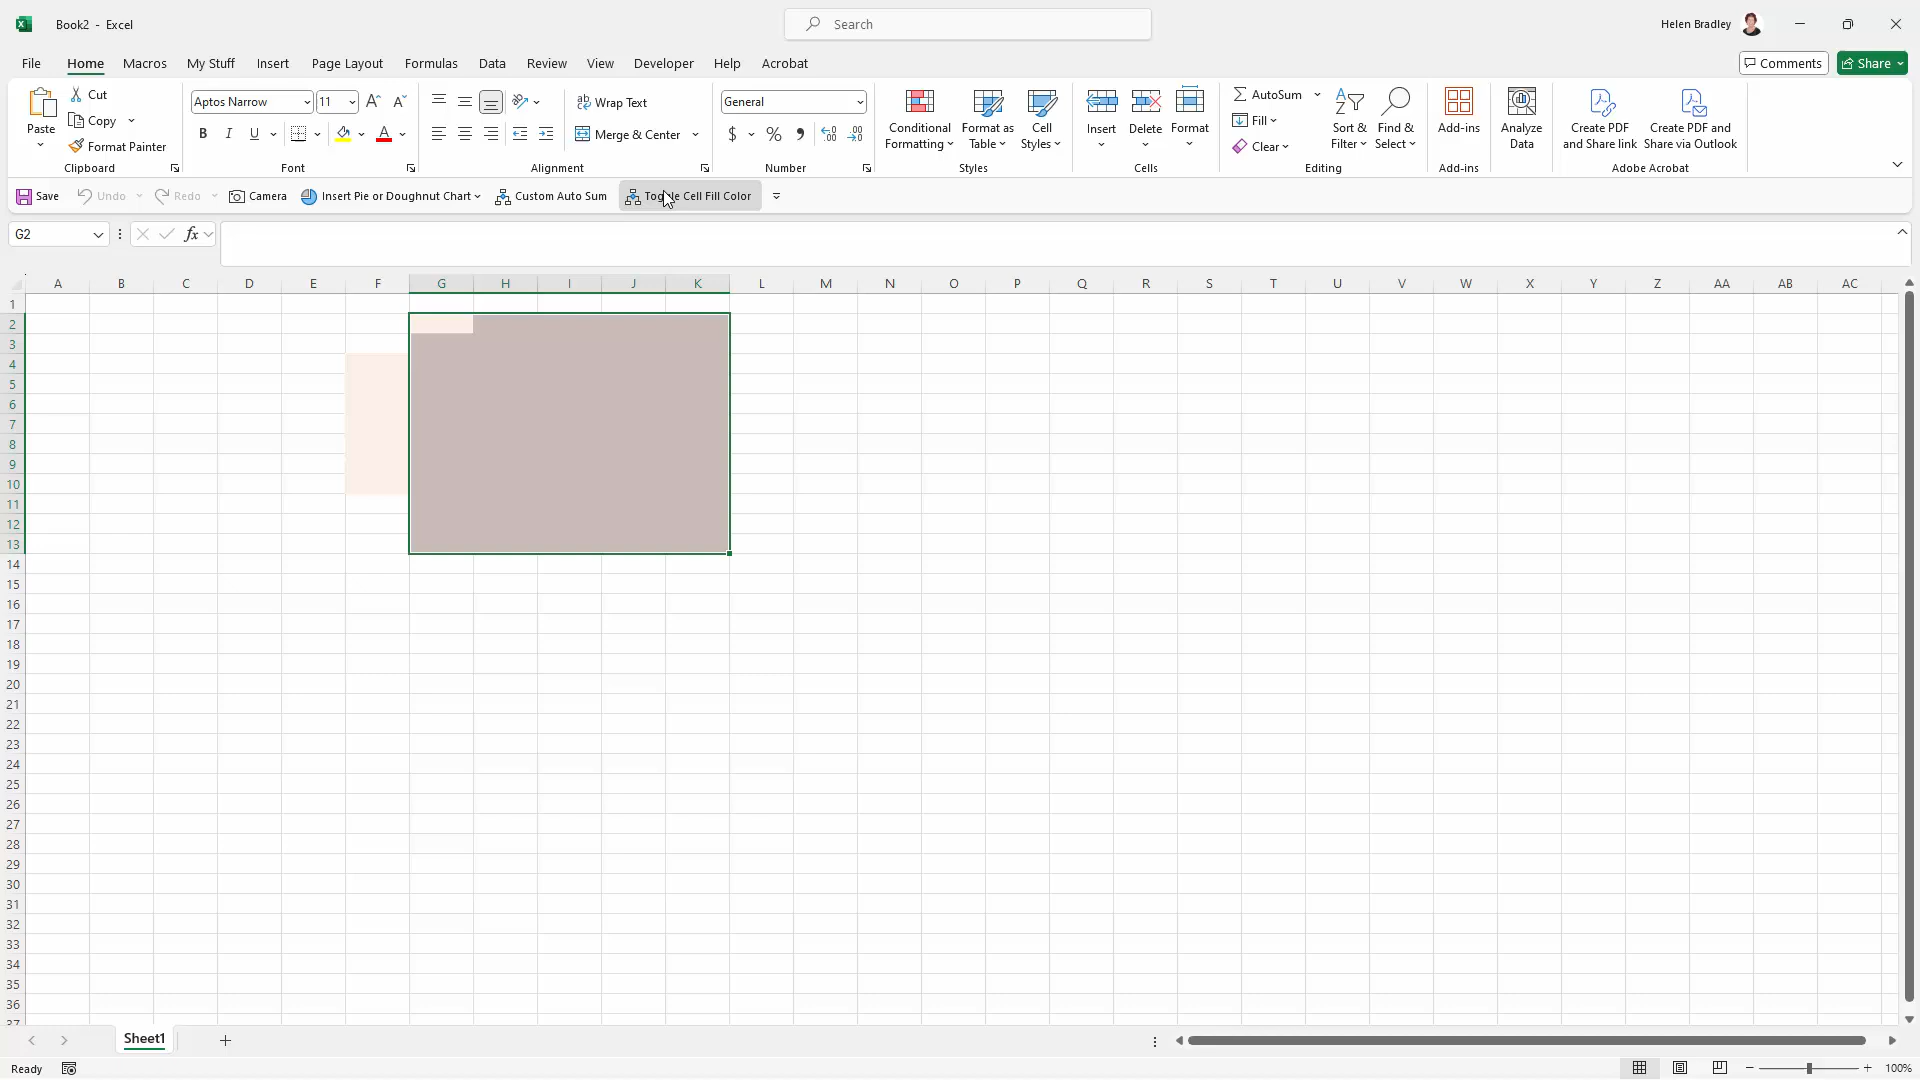 Book2 - Excel
Search
Helen Bradley
File Home Macros My Stuff Insert Page Layout Formulas Data Review View Developer Help Acrobat
Comments Share
Paste
Cut
Copy
Format Painter
Clipboard
Aptos Narrow 11
B I U A
Font
Wrap Text
Merge & Center
Alignment
General
$ % ,
Number
Conditional Formatting
Format as Table
Cell Styles
Styles
Insert
Delete
Format
Cells
AutoSum
Fill
Clear
Sort & Filter
Find & Select
Editing
Add-ins
Add-ins
Analyze Data
Create PDF and Share link
Create PDF and Share via Outlook
Adobe Acrobat
Save Undo Redo Camera Insert Pie or Doughnut Chart Custom Auto Sum Toggle Cell Fill Color
G2 fx
A B C D E F G H I J K L M N O P Q R S T U V W X Y Z AA AB AC
1
2
3
4
5
6
7
8
9
10
11
12
13
14
15
16
17
18
19
20
21
22
23
24
25
26
27
28
29
30
31
32
33
34
35
36
37
Sheet1
Ready
100%